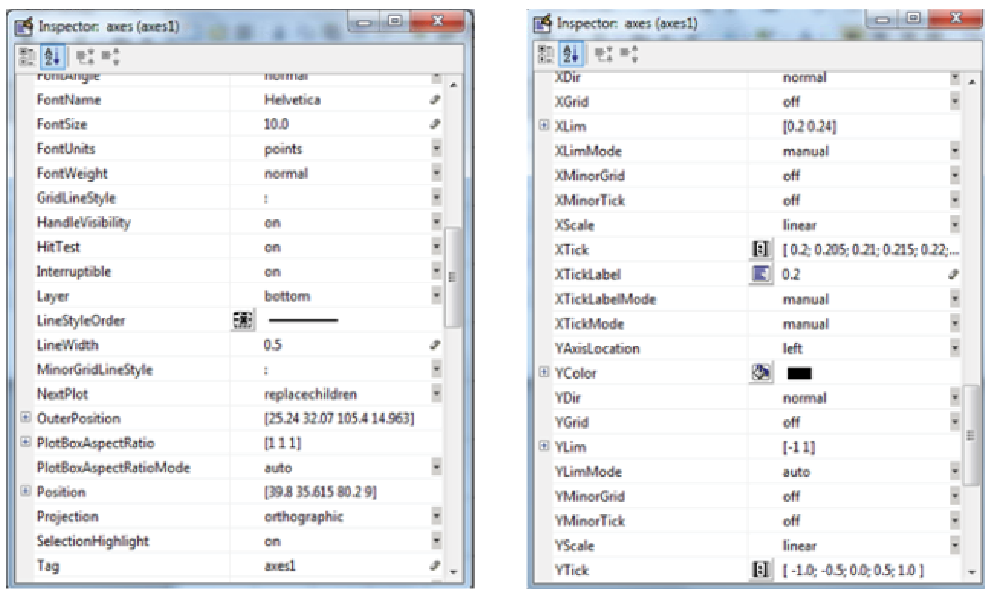 Inspector: axes (axes1)
FontAngle normal
FontName Helvetica
FontSize 10.0
FontUnits points
FontWeight normal
GridLineStyle :
HandleVisibility on
HitTest on
Interruptible on
Layer bottom
LineStyleOrder
LineWidth 0.5
MinorGridLineStyle :
NextPlot replacechildren
OuterPosition [25.24 32.07 105.4 14.963]
PlotBoxAspectRatio [1 1 1]
PlotBoxAspectRatioMode auto
Position [39.8 35.615 80.2 9]
Projection orthographic
SelectionHighlight on
Tag axes1
Inspector: axes (axes1)
XDir normal
XGrid off
XLim [0.2 0.24]
XLimMode manual
XMinorGrid off
XMinorTick off
XScale linear
XTick [ 0.2; 0.205; 0.21; 0.215; 0.22;...
XTickLabel 0.2
XTickLabelMode manual
XTickMode manual
YAxisLocation left
YColor
YDir normal
YGrid off
YLim [-1 1]
YLimMode auto
YMinorGrid off
YMinorTick off
YScale linear
YTick [ -1.0; -0.5; 0.0; 0.5; 1.0 ]